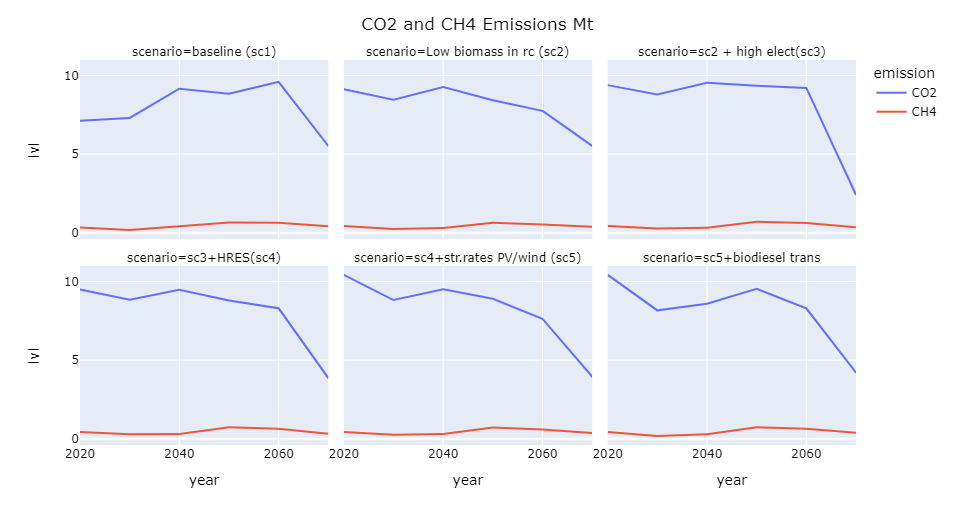 CO2 and CH4 Emissions Mt
scenario=baseline (sc1)
scenario=Low biomass in rc (sc2)
scenario=sc2 + high elect(sc3)
emission
CO2
CH4
10
5
0
lvl
scenario=sc3+HRES(sc4)
scenario=sc4+str.rates PV/wind (sc5)
scenario=sc5+biodiesel trans
10
5
0
lvl
2020 2040 2060 2020 2040 2060 2020 2040 2060
year year year